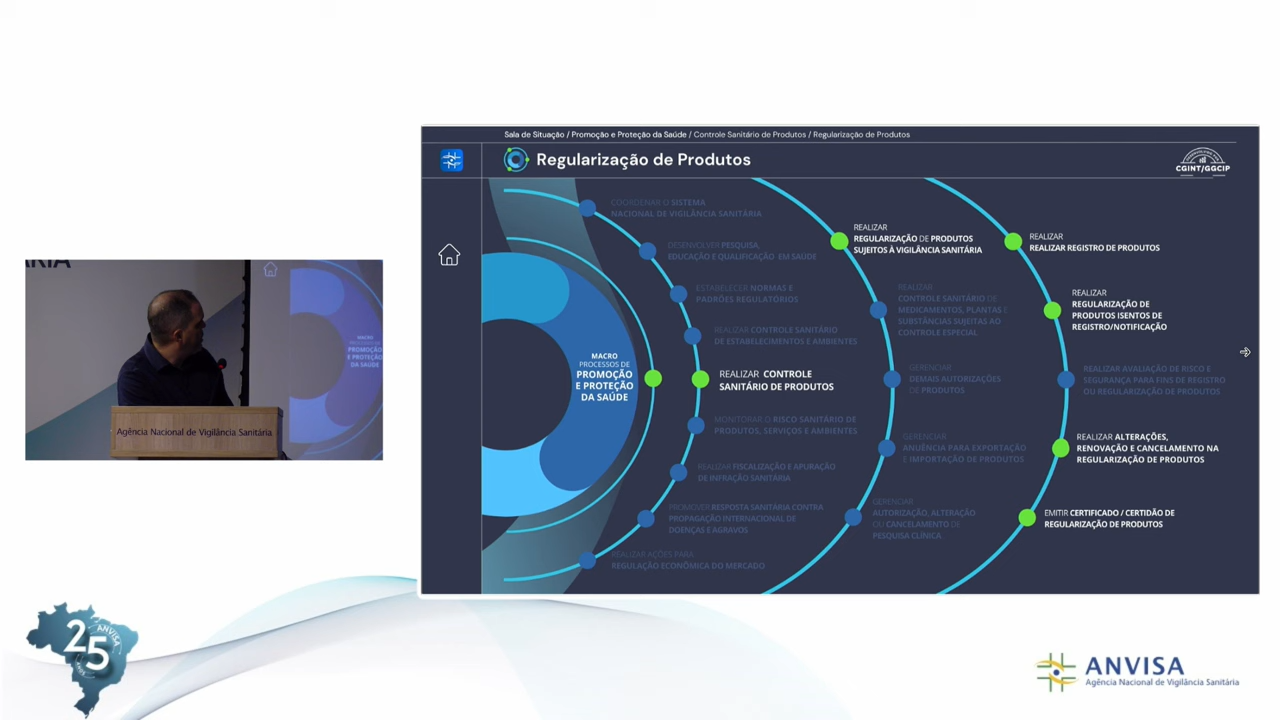 Sala de Situação / Promoção e Proteção da Saúde / Controle Sanitário de Produtos / Regularização de Produtos
Regularização de Produtos
CGINT/GGCIP
MACRO
PROCESSOS DE
PROMOÇÃO
E PROTEÇÃO
DA SAÚDE
COORDENAR O SISTEMA
NACIONAL DE VIGILÂNCIA SANITÁRIA
DESENVOLVER PESQUISA,
EDUCAÇÃO E QUALIFICAÇÃO EM SAÚDE
ESTABELECER NORMAS E
PADRÕES REGULATÓRIOS
REALIZAR CONTROLE SANITÁRIO
DE ESTABELECIMENTOS E AMBIENTES
REALIZAR CONTROLE
SANITÁRIO DE PRODUTOS
MONITORAR O RISCO SANITÁRIO DE
PRODUTOS, SERVIÇOS E AMBIENTES
REALIZAR FISCALIZAÇÃO E APURAÇÃO
DE INFRAÇÃO SANITÁRIA
PROMOVER RESPOSTA SANITÁRIA CONTRA
PROPAGAÇÃO INTERNACIONAL DE
DOENÇAS E AGRAVOS
REALIZAR AÇÕES PARA
REGULAÇÃO ECONÔMICA DO MERCADO
REALIZAR
REGULARIZAÇÃO DE PRODUTOS
SUJEITOS À VIGILÂNCIA SANITÁRIA
REALIZAR
CONTROLE SANITÁRIO DE
MEDICAMENTOS, PLANTAS E
SUBSTÂNCIAS SUJEITAS AO
CONTROLE ESPECIAL
GERENCIAR
DEMAIS AUTORIZAÇÕES
DE PRODUTOS
GERENCIAR
ANUÊNCIA PARA EXPORTAÇÃO
E IMPORTAÇÃO DE PRODUTOS
GERENCIAR
AUTORIZAÇÃO, ALTERAÇÃO
OU CANCELAMENTO DE
PESQUISA CLÍNICA
REALIZAR
REALIZAR REGISTRO DE PRODUTOS
REALIZAR
REGULARIZAÇÃO DE
PRODUTOS ISENTOS DE
REGISTRO/NOTIFICAÇÃO
REALIZAR AVALIAÇÃO DE RISCO E
SEGURANÇA PARA FINS DE REGISTRO
OU REGULARIZAÇÃO DE PRODUTOS
REALIZAR ALTERAÇÕES,
RENOVAÇÃO E CANCELAMENTO NA
REGULARIZAÇÃO DE PRODUTOS
EMITIR CERTIFICADO / CERTIDÃO DE
REGULARIZAÇÃO DE PRODUTOS
MACRO
PROMOÇÃO
E PROTEÇÃO
DA SAÚDE
Agência Nacional de Vigilância Sanitária
25
ANVISA
ANVISA
Agência Nacional de Vigilância Sanitária